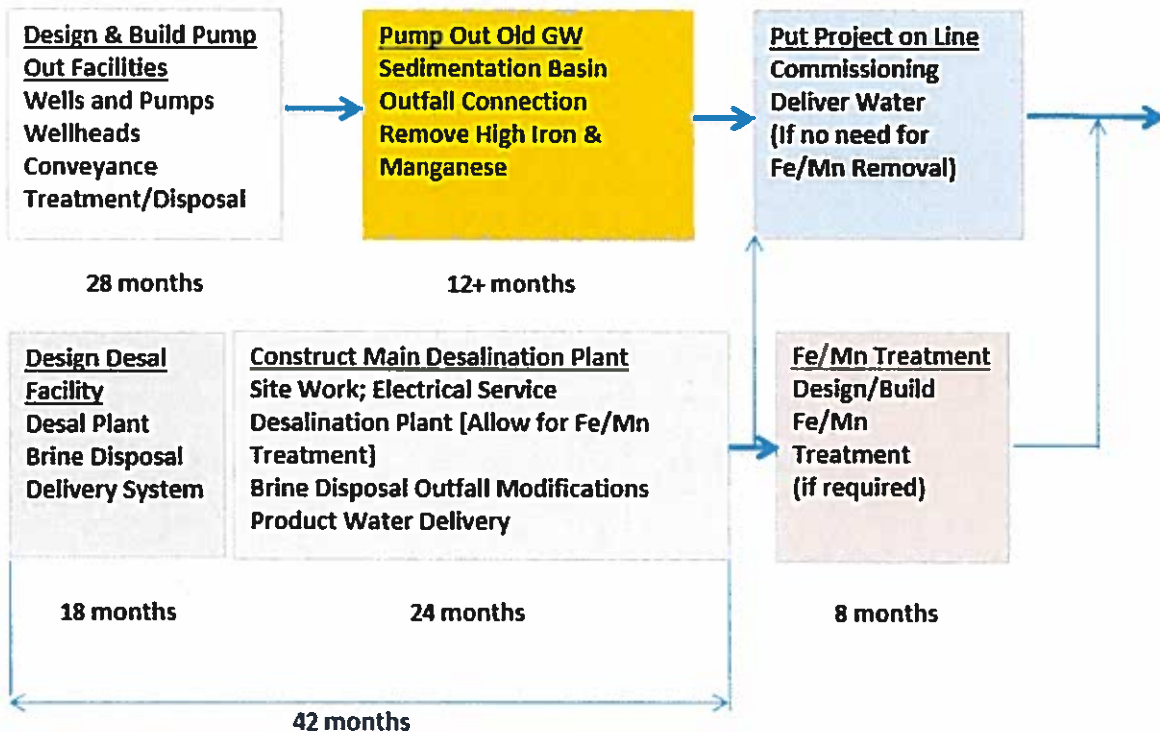 Design & Build Pump
Out Facilities
Wells and Pumps
Wellheads
Conveyance
Treatment/Disposal
Pump Out Old GW
Sedimentation Basin
Outfall Connection
Remove High Iron &
Manganese
Put Project on Line
Commissioning
Deliver Water
(If no need for
Fe/Mn Removal)
28 months
12+ months
Design Desal
Facility
Desal Plant
Brine Disposal
Delivery System
Construct Main Desalination Plant
Site Work; Electrical Service
Desalination Plant [Allow for Fe/Mn
Treatment]
Brine Disposal Outfall Modifications
Product Water Delivery
Fe/Mn Treatment
Design/Build
Fe/Mn
Treatment
(if required)
18 months
24 months
8 months
42 months